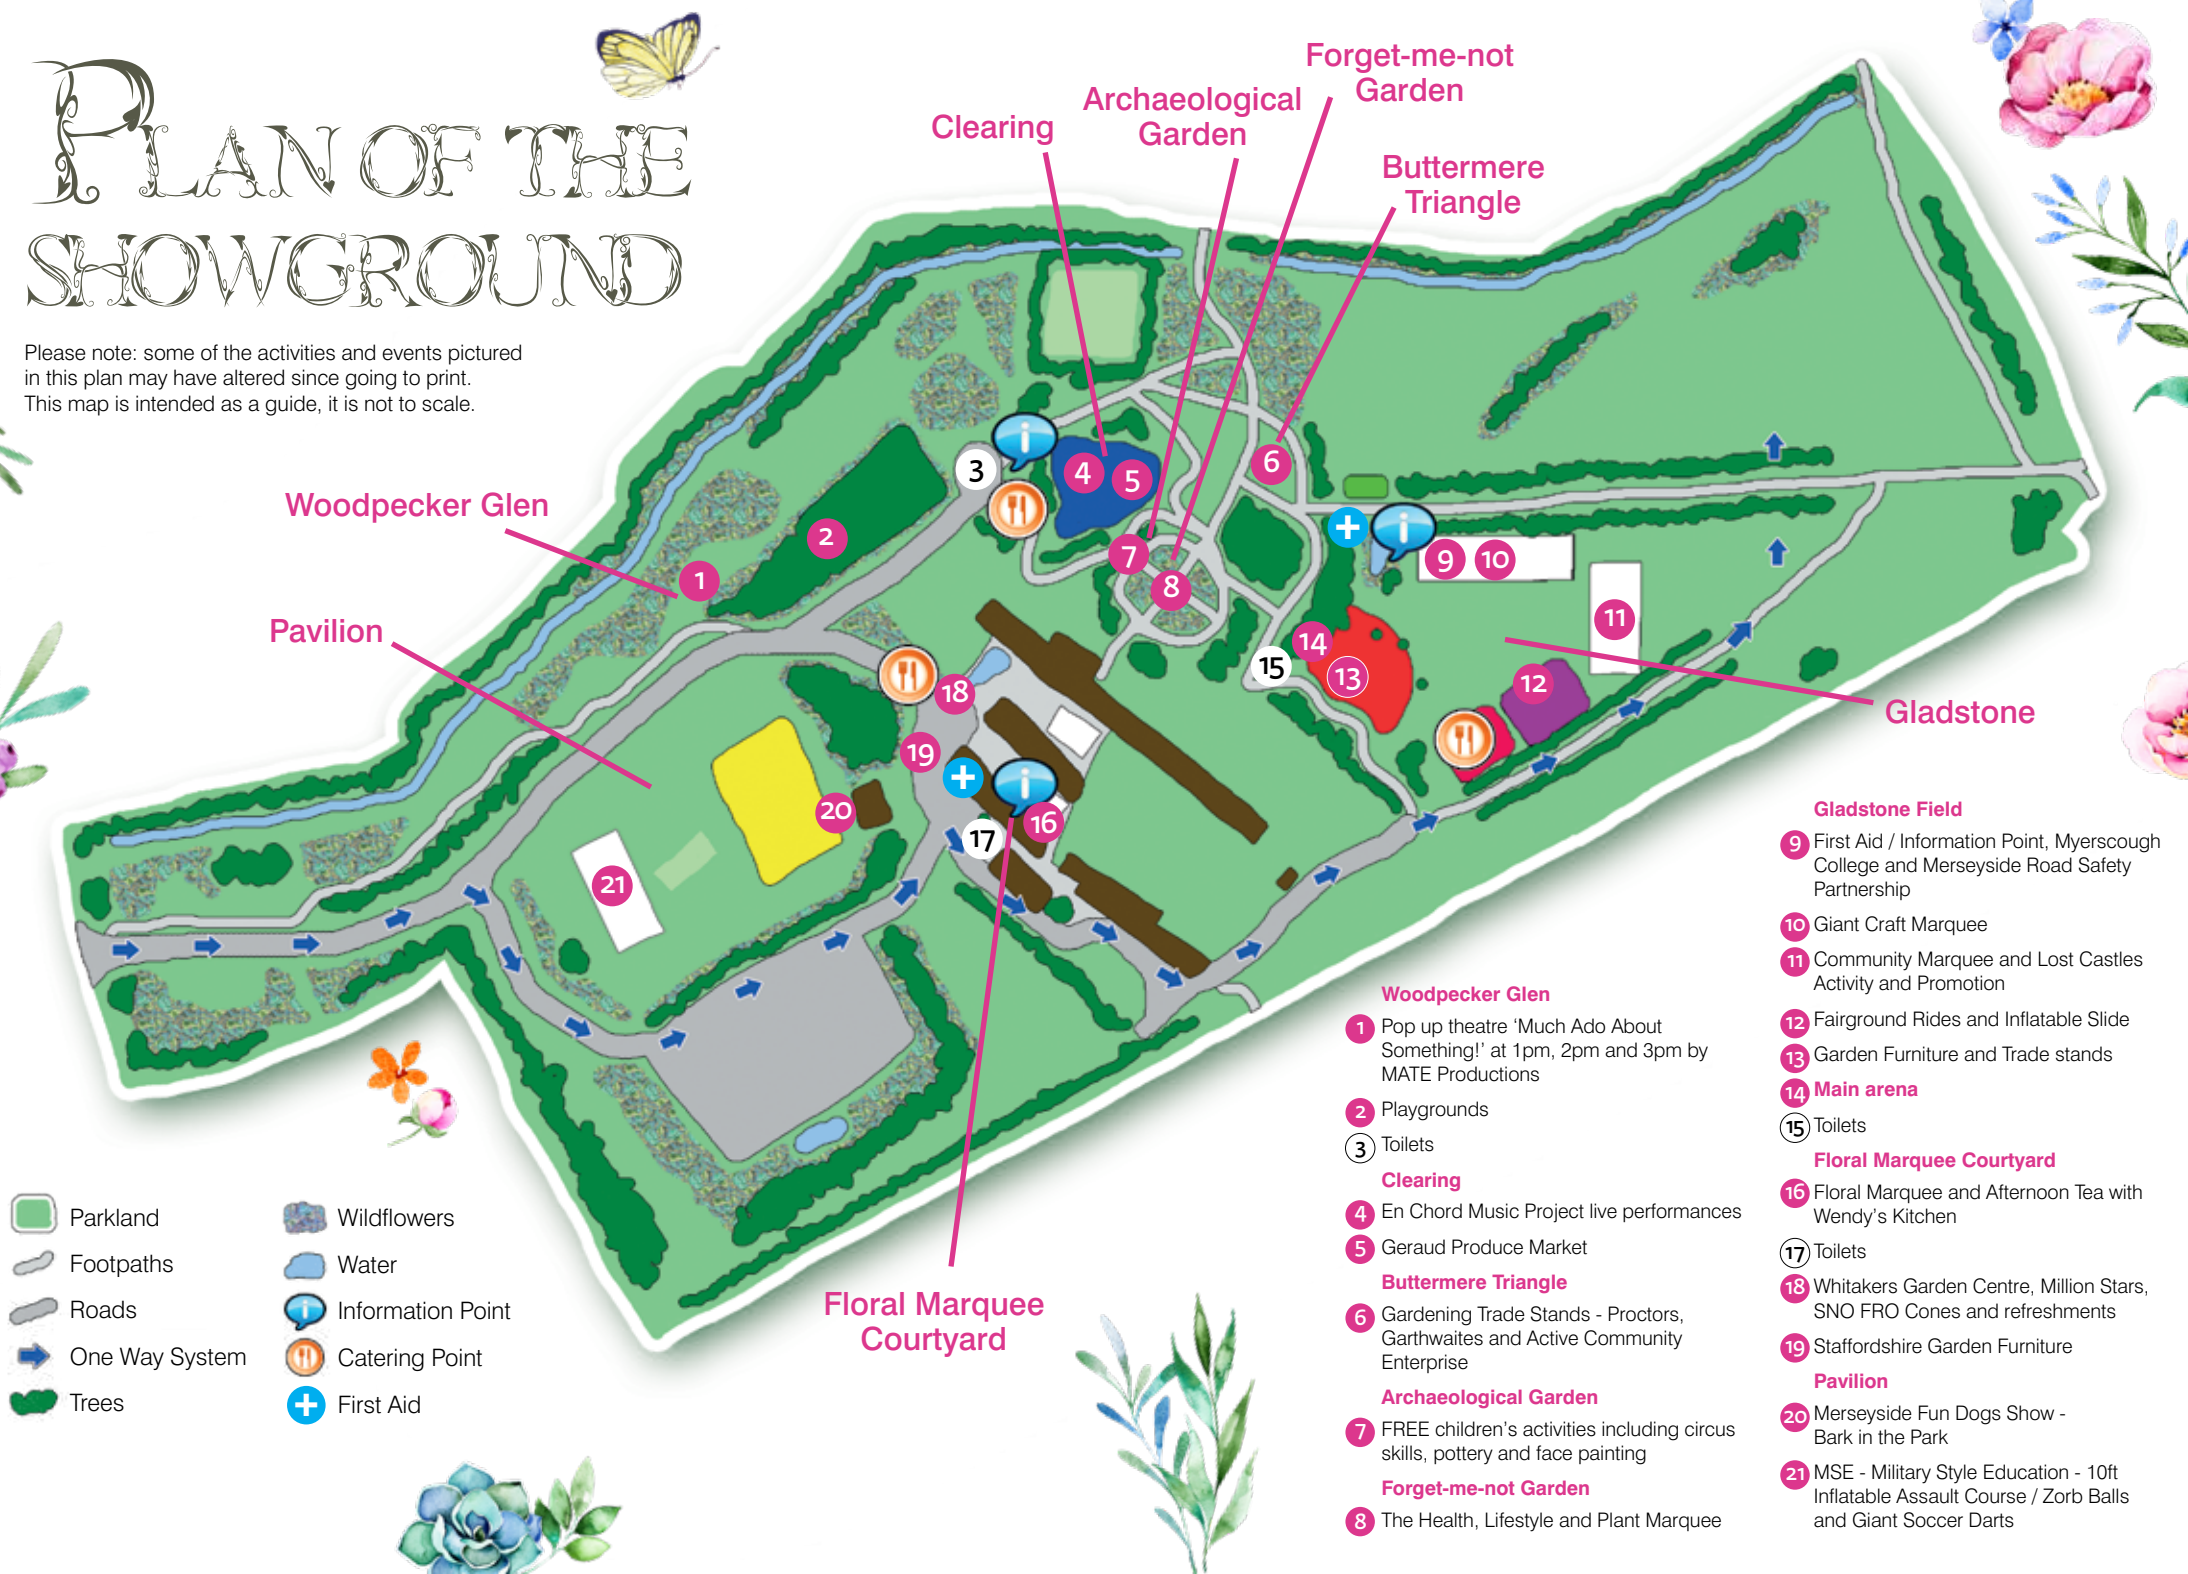 PLAN OF THE
SHOWGROUND
Please note: some of the activities and events pictured
in this plan may have altered since going to print.
This map is intended as a guide, it is not to scale.
Clearing
Archaeological
Garden
Forget-me-not
Garden
Buttermere
Triangle
Woodpecker Glen
Pavilion
Gladstone
Floral Marquee
Courtyard
i
3
4
5
6
2
1
7
8
i
9
10
11
14
15
13
12
18
19
i
16
17
20
21
Parkland
Footpaths
Roads
One Way System
Trees
Wildflowers
Water
i Information Point
Catering Point
First Aid
Woodpecker Glen
1 Pop up theatre ‘Much Ado About
Something!’ at 1pm, 2pm and 3pm by
MATE Productions
2 Playgrounds
3 Toilets
Clearing
4 En Chord Music Project live performances
5 Geraud Produce Market
Buttermere Triangle
6 Gardening Trade Stands - Proctors,
Garthwaites and Active Community
Enterprise
Archaeological Garden
7 FREE children’s activities including circus
skills, pottery and face painting
Forget-me-not Garden
8 The Health, Lifestyle and Plant Marquee
Gladstone Field
9 First Aid / Information Point, Myerscough
College and Merseyside Road Safety
Partnership
10 Giant Craft Marquee
11 Community Marquee and Lost Castles
Activity and Promotion
12 Fairground Rides and Inflatable Slide
13 Garden Furniture and Trade stands
14 Main arena
15 Toilets
Floral Marquee Courtyard
16 Floral Marquee and Afternoon Tea with
Wendy’s Kitchen
17 Toilets
18 Whitakers Garden Centre, Million Stars,
SNO FRO Cones and refreshments
19 Staffordshire Garden Furniture
Pavilion
20 Merseyside Fun Dogs Show -
Bark in the Park
21 MSE - Military Style Education - 10ft
Inflatable Assault Course / Zorb Balls
and Giant Soccer Darts